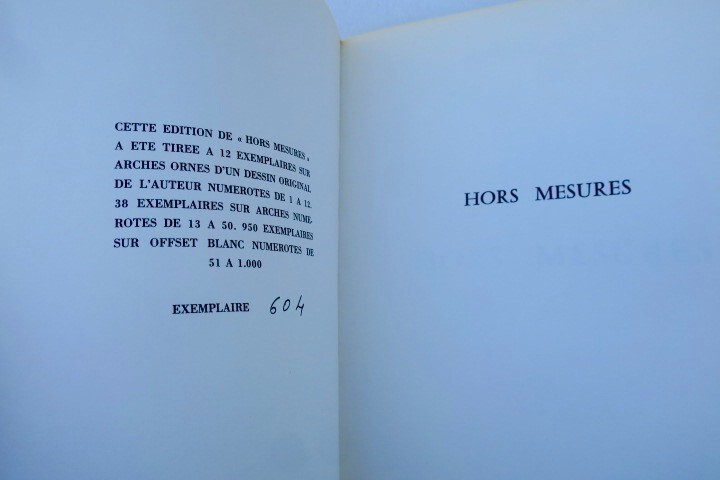 CETTE EDITION DE « HORS MESURES »
A ETE TIREE A 12 EXEMPLAIRES SUR
ARCHES ORNES D'UN DESSIN ORIGINAL
DE L'AUTEUR NUMEROTES DE 1 A 12.
38 EXEMPLAIRES SUR ARCHES NUME-
ROTES DE 13 A 50. 950 EXEMPLAIRES
SUR OFFSET BLANC NUMEROTES DE
51 A 1.000
EXEMPLAIRE 604
HORS MESURES